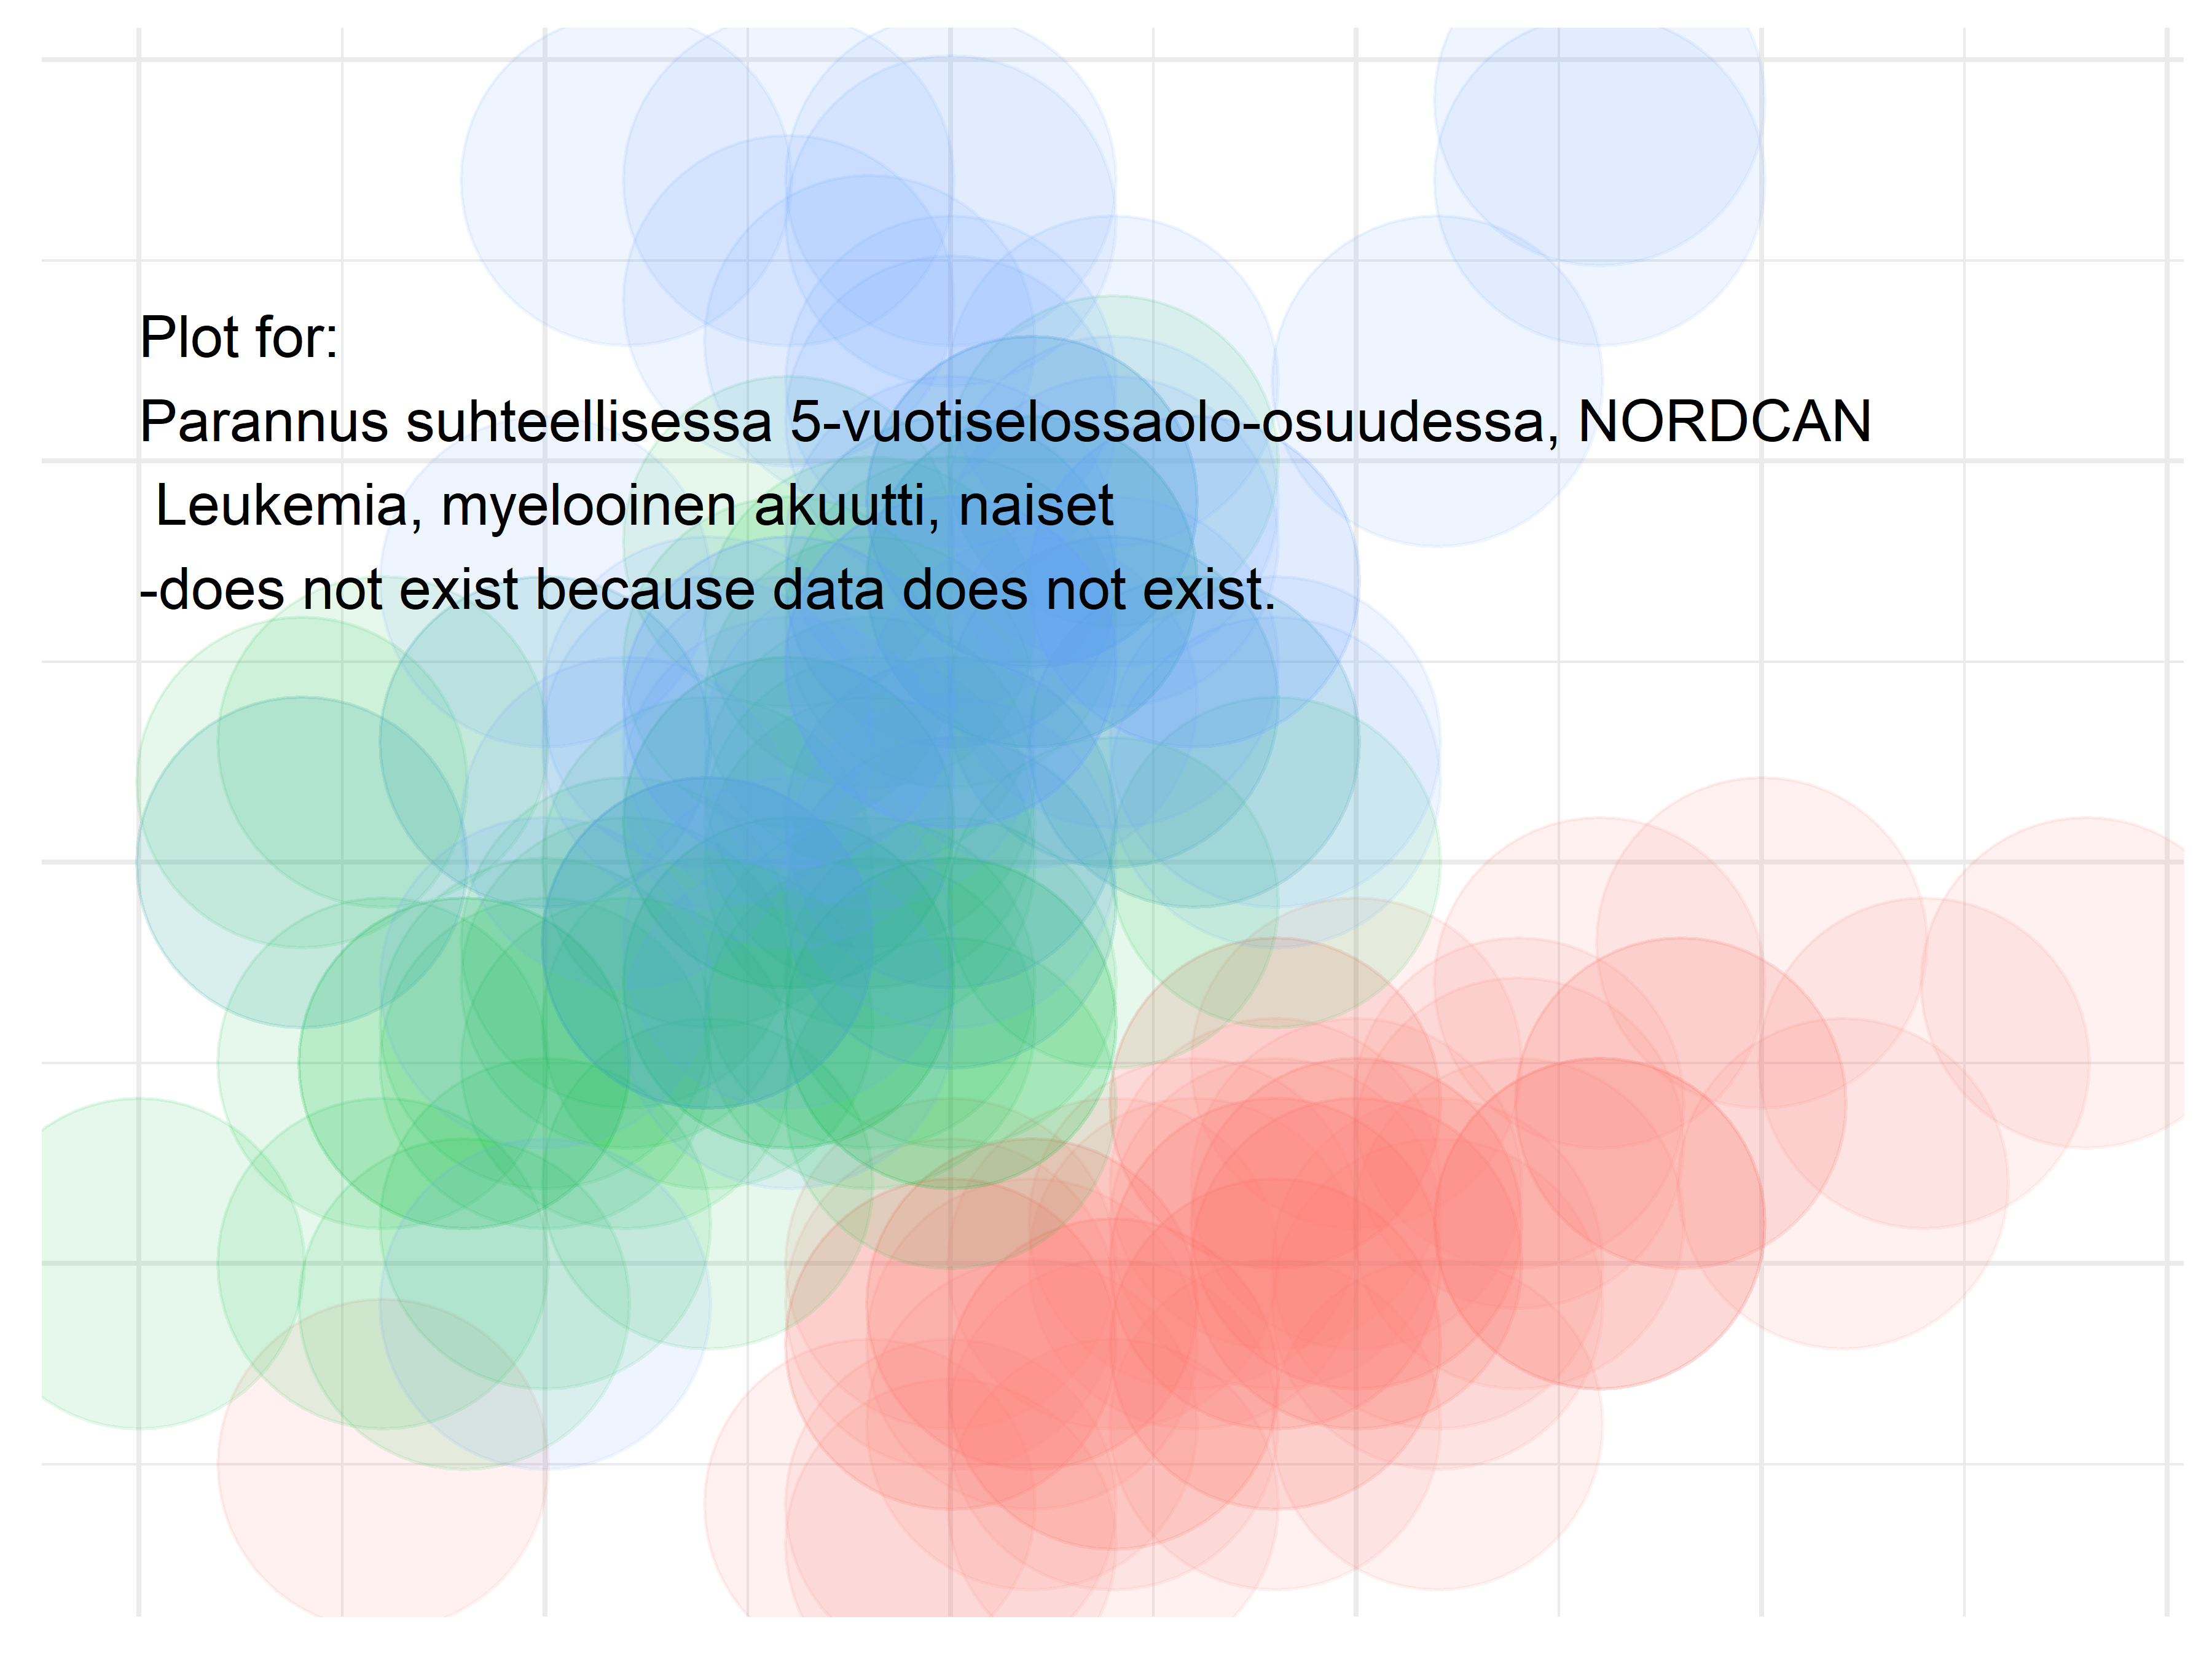 Plot for:
Parannus suhteellisessa 5-vuotiselossaolo-osuudessa, NORDCAN
Leukemia, myelooinen akuutti, naiset
-does not exist because data does not exist.